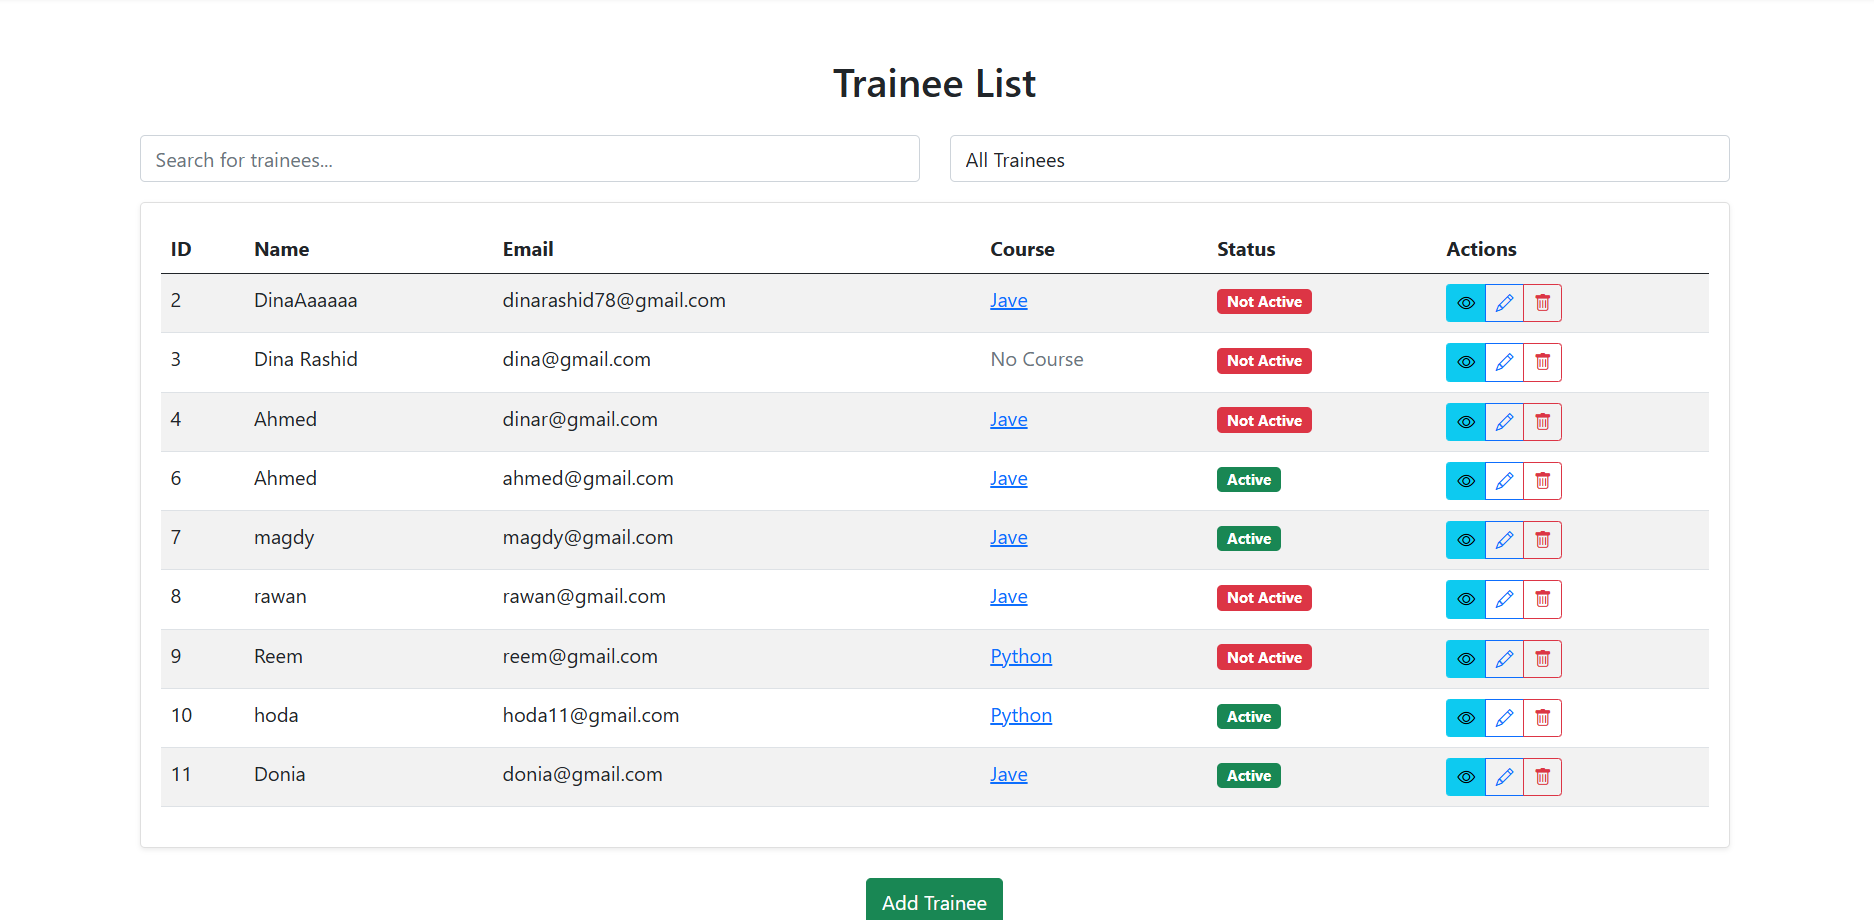 Trainee List
Search for trainees... All Trainees
ID Name Email Course Status Actions
2 DinaAaaaaa dinarashid78@gmail.com Jave Not Active
3 Dina Rashid dina@gmail.com No Course Not Active
4 Ahmed dinar@gmail.com Jave Not Active
6 Ahmed ahmed@gmail.com Jave Active
7 magdy magdy@gmail.com Jave Active
8 rawan rawan@gmail.com Jave Not Active
9 Reem reem@gmail.com Python Not Active
10 hoda hoda11@gmail.com Python Active
11 Donia donia@gmail.com Jave Active
Add Trainee